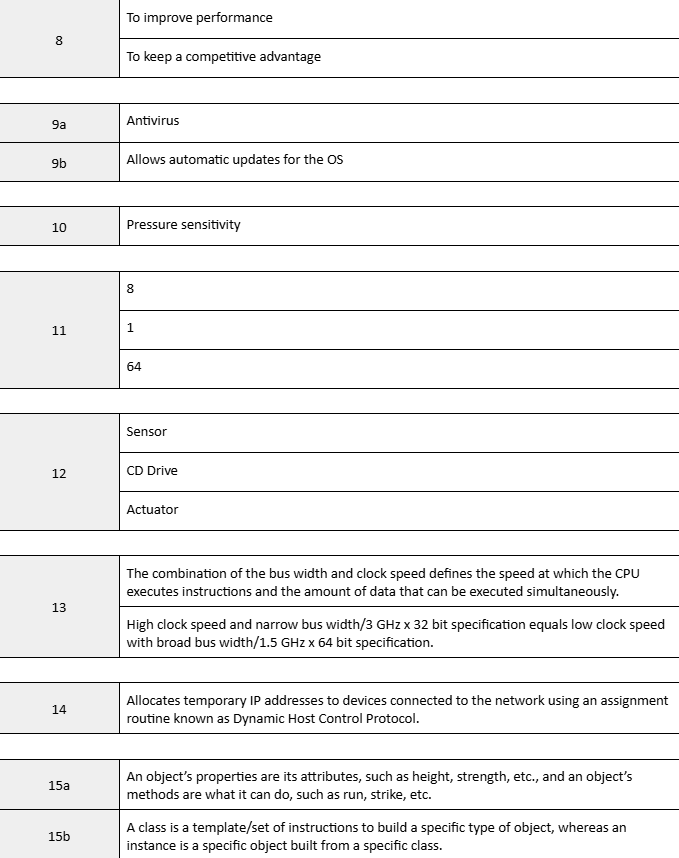 8
To improve performance
To keep a competitive advantage
9a
Antivirus
9b
Allows automatic updates for the OS
10
Pressure sensitivity
11
8
1
64
12
Sensor
CD Drive
Actuator
13
The combination of the bus width and clock speed defines the speed at which the CPU
executes instructions and the amount of data that can be executed simultaneously.
High clock speed and narrow bus width/3 GHz x 32 bit specification equals low clock speed
with broad bus width/1.5 GHz x 64 bit specification.
14
Allocates temporary IP addresses to devices connected to the network using an assignment
routine known as Dynamic Host Control Protocol.
15a
An object’s properties are its attributes, such as height, strength, etc., and an object’s
methods are what it can do, such as run, strike, etc.
15b
A class is a template/set of instructions to build a specific type of object, whereas an
instance is a specific object built from a specific class.